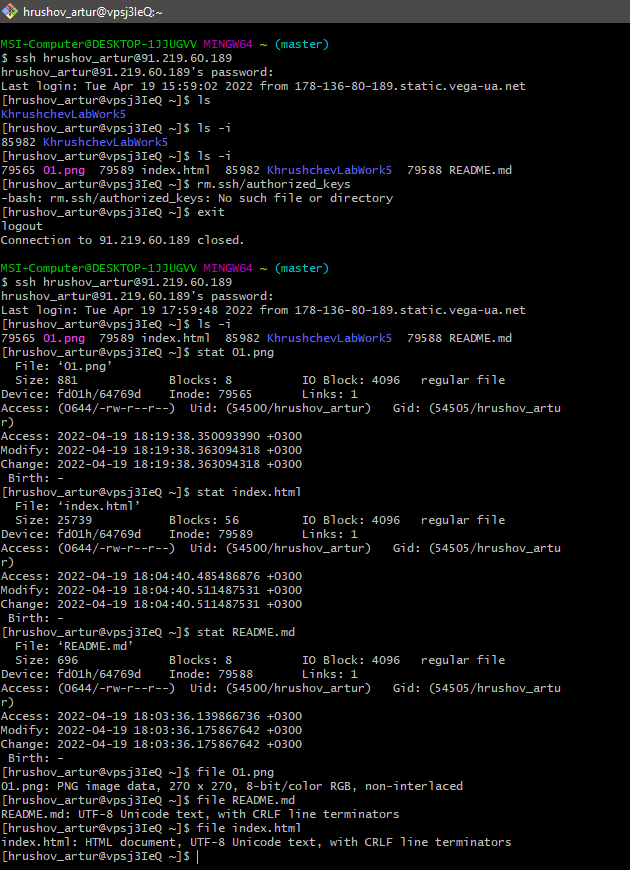 hrushov_artur@vpsj3IeQ:~
MSI-Computer@DESKTOP-1JJUGVV MINGW64 ~ (master)
$ ssh hrushov_artur@91.219.60.189
hrushov_artur@91.219.60.189's password:
Last login: Tue Apr 19 15:59:02 2022 from 178-136-80-189.static.vega-ua.net
[hrushov_artur@vpsj3IeQ ~]$ ls
KhrushchevLabWork5
[hrushov_artur@vpsj3IeQ ~]$ ls -i
85982 KhrushchevLabWork5
[hrushov_artur@vpsj3IeQ ~]$ ls -i
79565 01.png  79589 index.html  85982 KhrushchevLabWork5  79588 README.md
[hrushov_artur@vpsj3IeQ ~]$ rm.ssh/authorized_keys
-bash: rm.ssh/authorized_keys: No such file or directory
[hrushov_artur@vpsj3IeQ ~]$ exit
logout
Connection to 91.219.60.189 closed.
MSI-Computer@DESKTOP-1JJUGVV MINGW64 ~ (master)
$ ssh hrushov_artur@91.219.60.189
hrushov_artur@91.219.60.189's password:
Last login: Tue Apr 19 17:59:48 2022 from 178-136-80-189.static.vega-ua.net
[hrushov_artur@vpsj3IeQ ~]$ ls -i
79565 01.png  79589 index.html  85982 KhrushchevLabWork5  79588 README.md
[hrushov_artur@vpsj3IeQ ~]$ stat 01.png
  File: ‘01.png’
  Size: 881             Blocks: 8          IO Block: 4096   regular file
Device: fd01h/64769d    Inode: 79565       Links: 1
Access: (0644/-rw-r--r--)  Uid: (54500/hrushov_artur)   Gid: (54505/hrushov_artu
r)
Access: 2022-04-19 18:19:38.350093990 +0300
Modify: 2022-04-19 18:19:38.363094318 +0300
Change: 2022-04-19 18:19:38.363094318 +0300
 Birth: -
[hrushov_artur@vpsj3IeQ ~]$ stat index.html
  File: ‘index.html’
  Size: 25739           Blocks: 56         IO Block: 4096   regular file
Device: fd01h/64769d    Inode: 79589       Links: 1
Access: (0644/-rw-r--r--)  Uid: (54500/hrushov_artur)   Gid: (54505/hrushov_artu
r)
Access: 2022-04-19 18:04:40.485486876 +0300
Modify: 2022-04-19 18:04:40.511487531 +0300
Change: 2022-04-19 18:04:40.511487531 +0300
 Birth: -
[hrushov_artur@vpsj3IeQ ~]$ stat README.md
  File: ‘README.md’
  Size: 696             Blocks: 8          IO Block: 4096   regular file
Device: fd01h/64769d    Inode: 79588       Links: 1
Access: (0644/-rw-r--r--)  Uid: (54500/hrushov_artur)   Gid: (54505/hrushov_artu
r)
Access: 2022-04-19 18:03:36.139866736 +0300
Modify: 2022-04-19 18:03:36.175867642 +0300
Change: 2022-04-19 18:03:36.175867642 +0300
 Birth: -
[hrushov_artur@vpsj3IeQ ~]$ file 01.png
01.png: PNG image data, 270 x 270, 8-bit/color RGB, non-interlaced
[hrushov_artur@vpsj3IeQ ~]$ file README.md
README.md: UTF-8 Unicode text, with CRLF line terminators
[hrushov_artur@vpsj3IeQ ~]$ file index.html
index.html: HTML document, UTF-8 Unicode text, with CRLF line terminators
[hrushov_artur@vpsj3IeQ ~]$